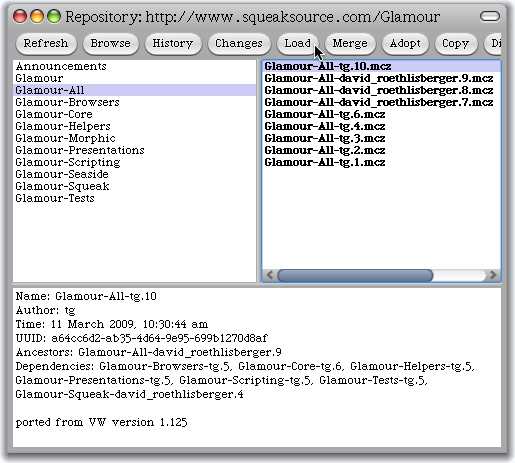 Repository: http://www.squeaksource.com/Glamour
Refresh Browse History Changes Load Merge Adopt Copy Di
Announcements
Glamour
Glamour-All
Glamour-Browsers
Glamour-Core
Glamour-Helpers
Glamour-Morphic
Glamour-Presentations
Glamour-Scripting
Glamour-Seaside
Glamour-Squeak
Glamour-Tests
Glamour-All-tg.10.mcz
Glamour-All-david_roethlisberger.9.mcz
Glamour-All-david_roethlisberger.8.mcz
Glamour-All-david_roethlisberger.7.mcz
Glamour-All-tg.6.mcz
Glamour-All-tg.4.mcz
Glamour-All-tg.3.mcz
Glamour-All-tg.2.mcz
Glamour-All-tg.1.mcz
Name: Glamour-All-tg.10
Author: tg
Time: 11 March 2009, 10:30:44 am
UUID: a64cc6d2-ab35-4d64-9e95-699b1270d8af
Ancestors: Glamour-All-david_roethlisberger.9
Dependencies: Glamour-Browsers-tg.5, Glamour-Core-tg.6, Glamour-Helpers-tg.5,
Glamour-Presentations-tg.5, Glamour-Scripting-tg.5, Glamour-Tests-tg.5,
Glamour-Squeak-david_roethlisberger.4
ported from VW version 1.125